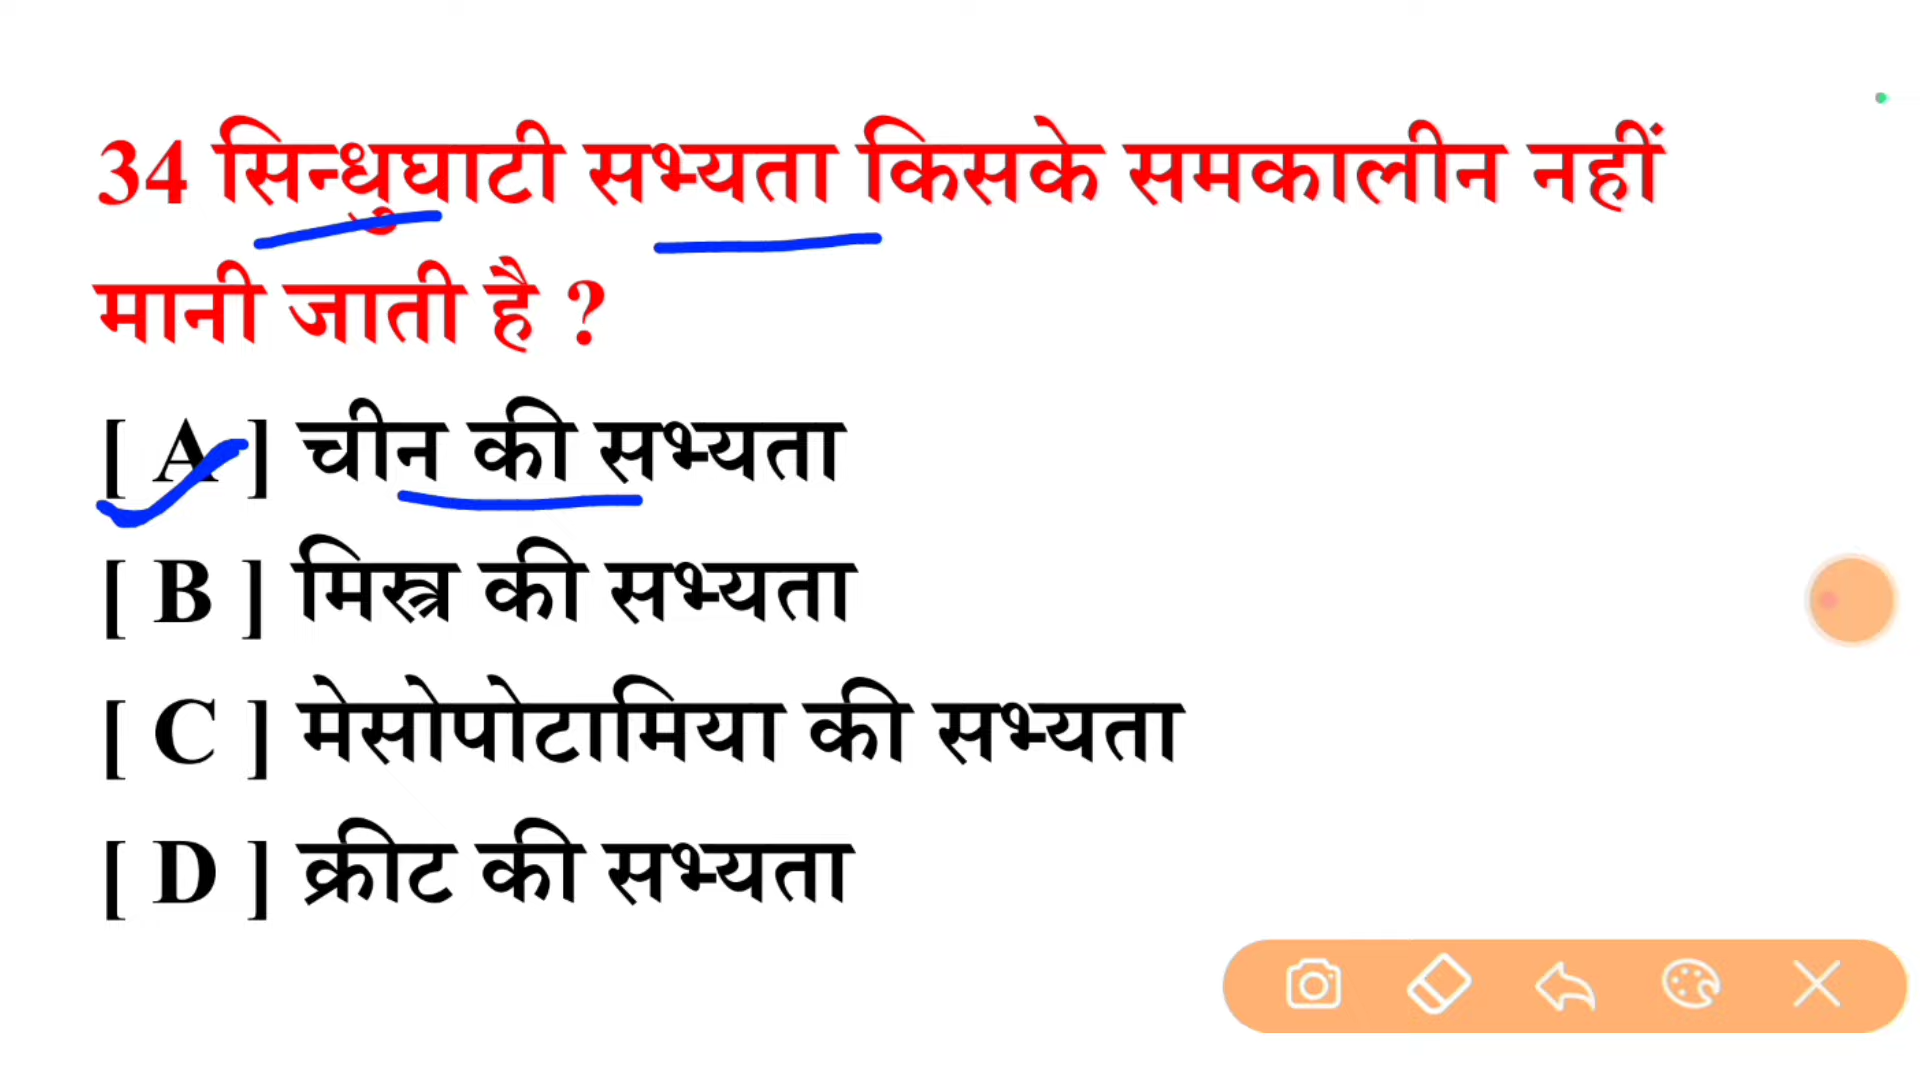 34 सिन्धुघाटी सभ्यता किसके समकालीन नहीं
मानी जाती है ?
[ A ] चीन की सभ्यता
[ B ] मिस्त्र की सभ्यता
[ C ] मेसोपोटामिया की सभ्यता
[ D ] क्रीट की सभ्यता